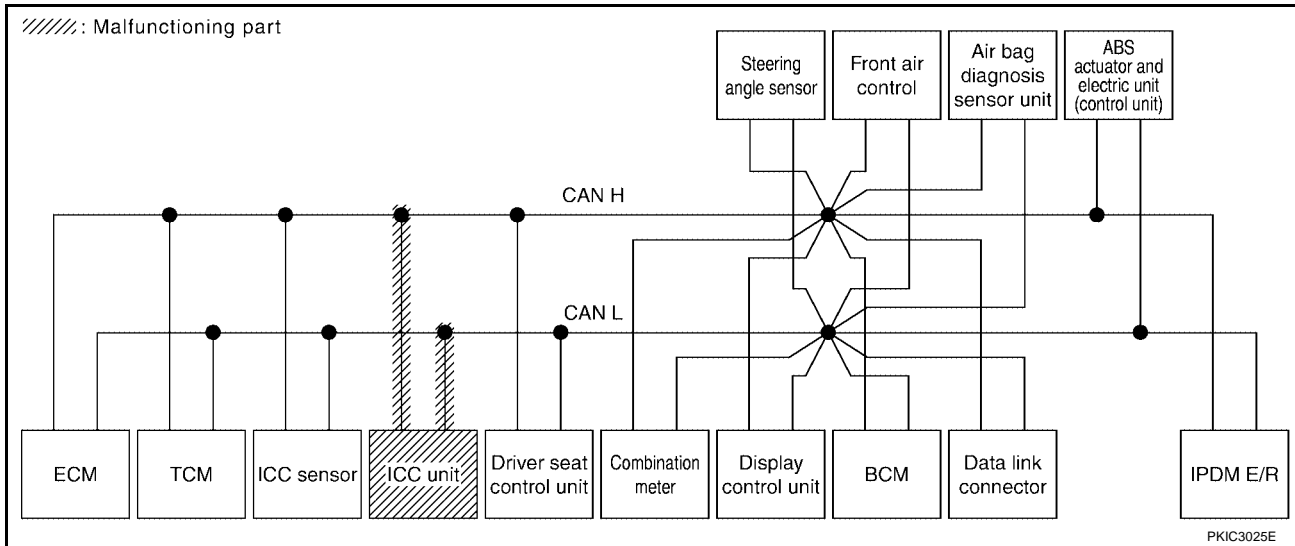 : Malfunctioning part
Steering
angle sensor
Front air
control
Air bag
diagnosis
sensor unit
ABS
actuator and
electric unit
(control unit)
CAN H
CAN L
ECM
TCM
ICC sensor
ICC unit
Driver seat
control unit
Combination
meter
Display
control unit
BCM
Data link
connector
IPDM E/R
PKIC3025E